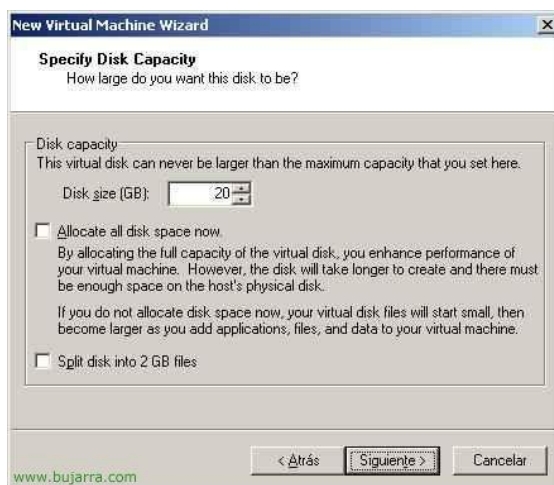 New Virtual Machine Wizard
Specify Disk Capacity
How large do you want this disk to be?
Disk capacity
This virtual disk can never be larger than the maximum capacity that you set here.
Disk size (GB): 20
Allocate all disk space now.
By allocating the full capacity of the virtual disk, you enhance performance of
your virtual machine. However, the disk will take longer to create and there must
be enough space on the host's physical disk.
If you do not allocate disk space now, your virtual disk files will start small, then
become larger as you add applications, files, and data to your virtual machine.
Split disk into 2 GB files
< Atrás Siguiente > Cancelar
www.bujarra.com